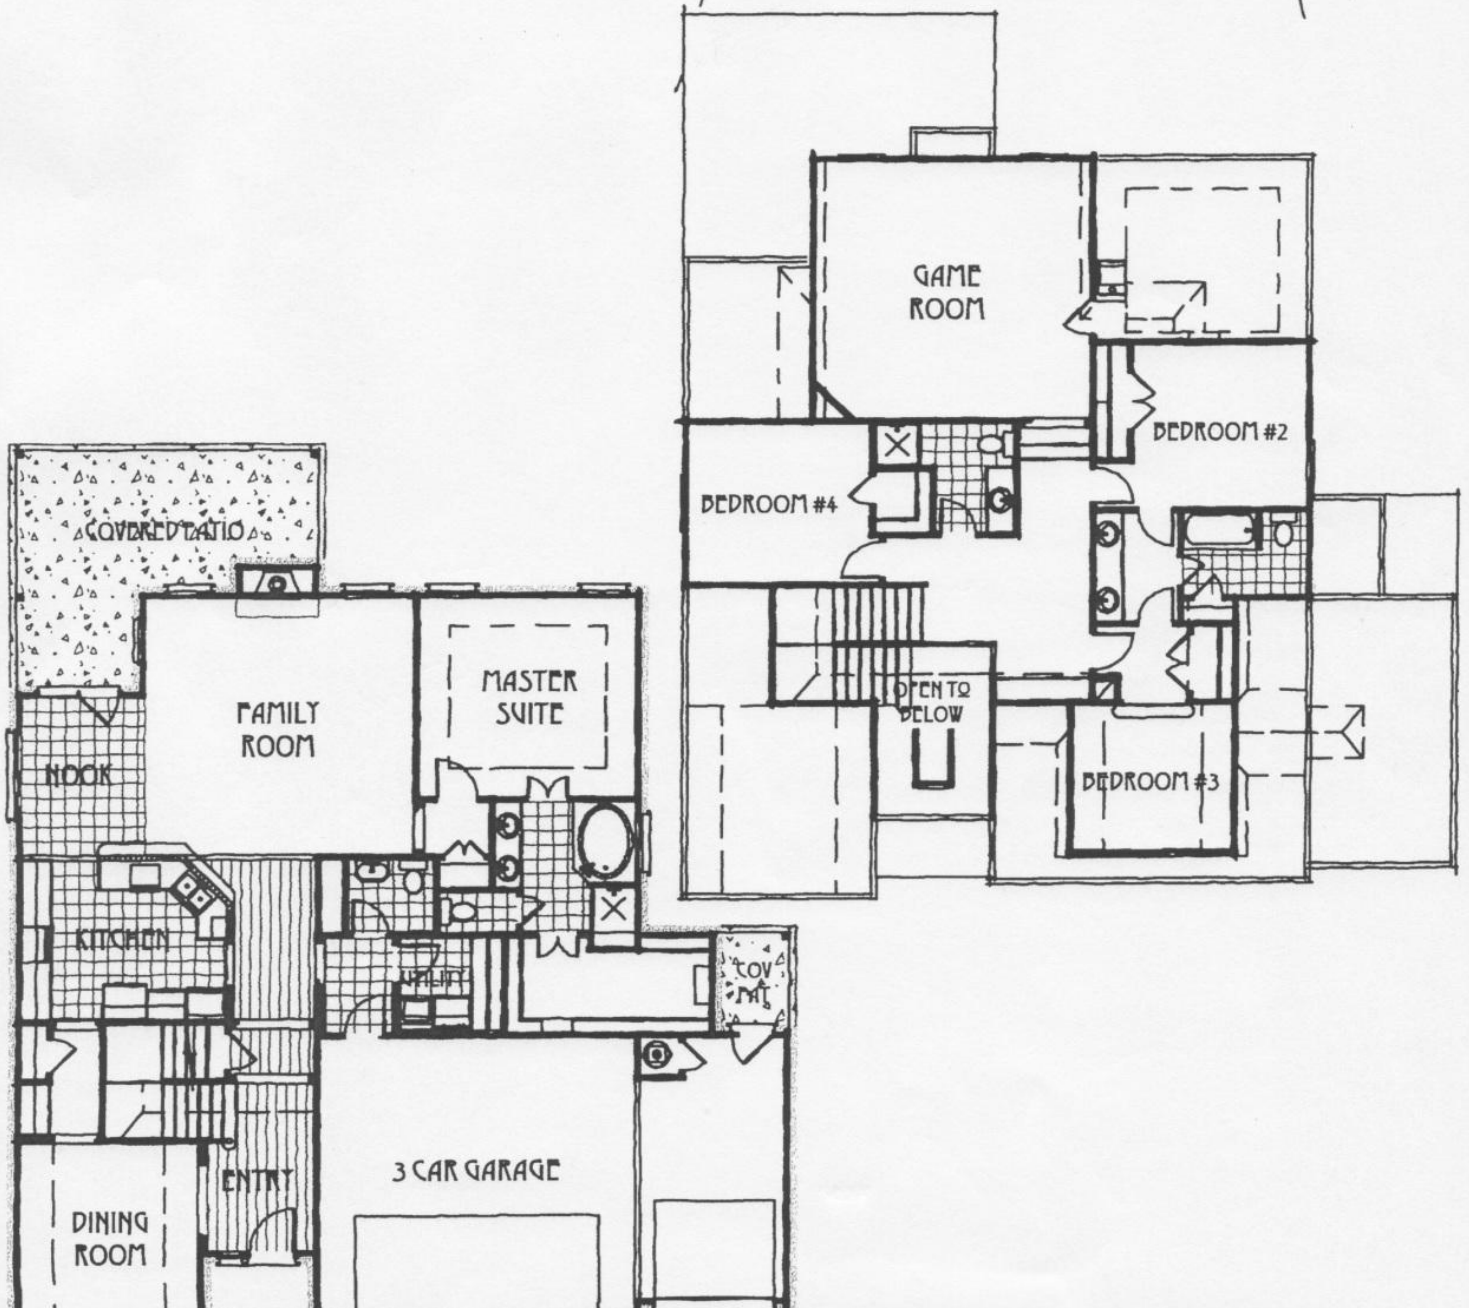 GAME
ROOM
BEDROOM #2
BEDROOM #4
OPEN TO
BELOW
BEDROOM #3
COVERED PATIO
FAMILY
ROOM
MASTER
SUITE
NOOK
KITCHEN
UTILITY
COV
PAT
ENTRY
3 CAR GARAGE
DINING
ROOM